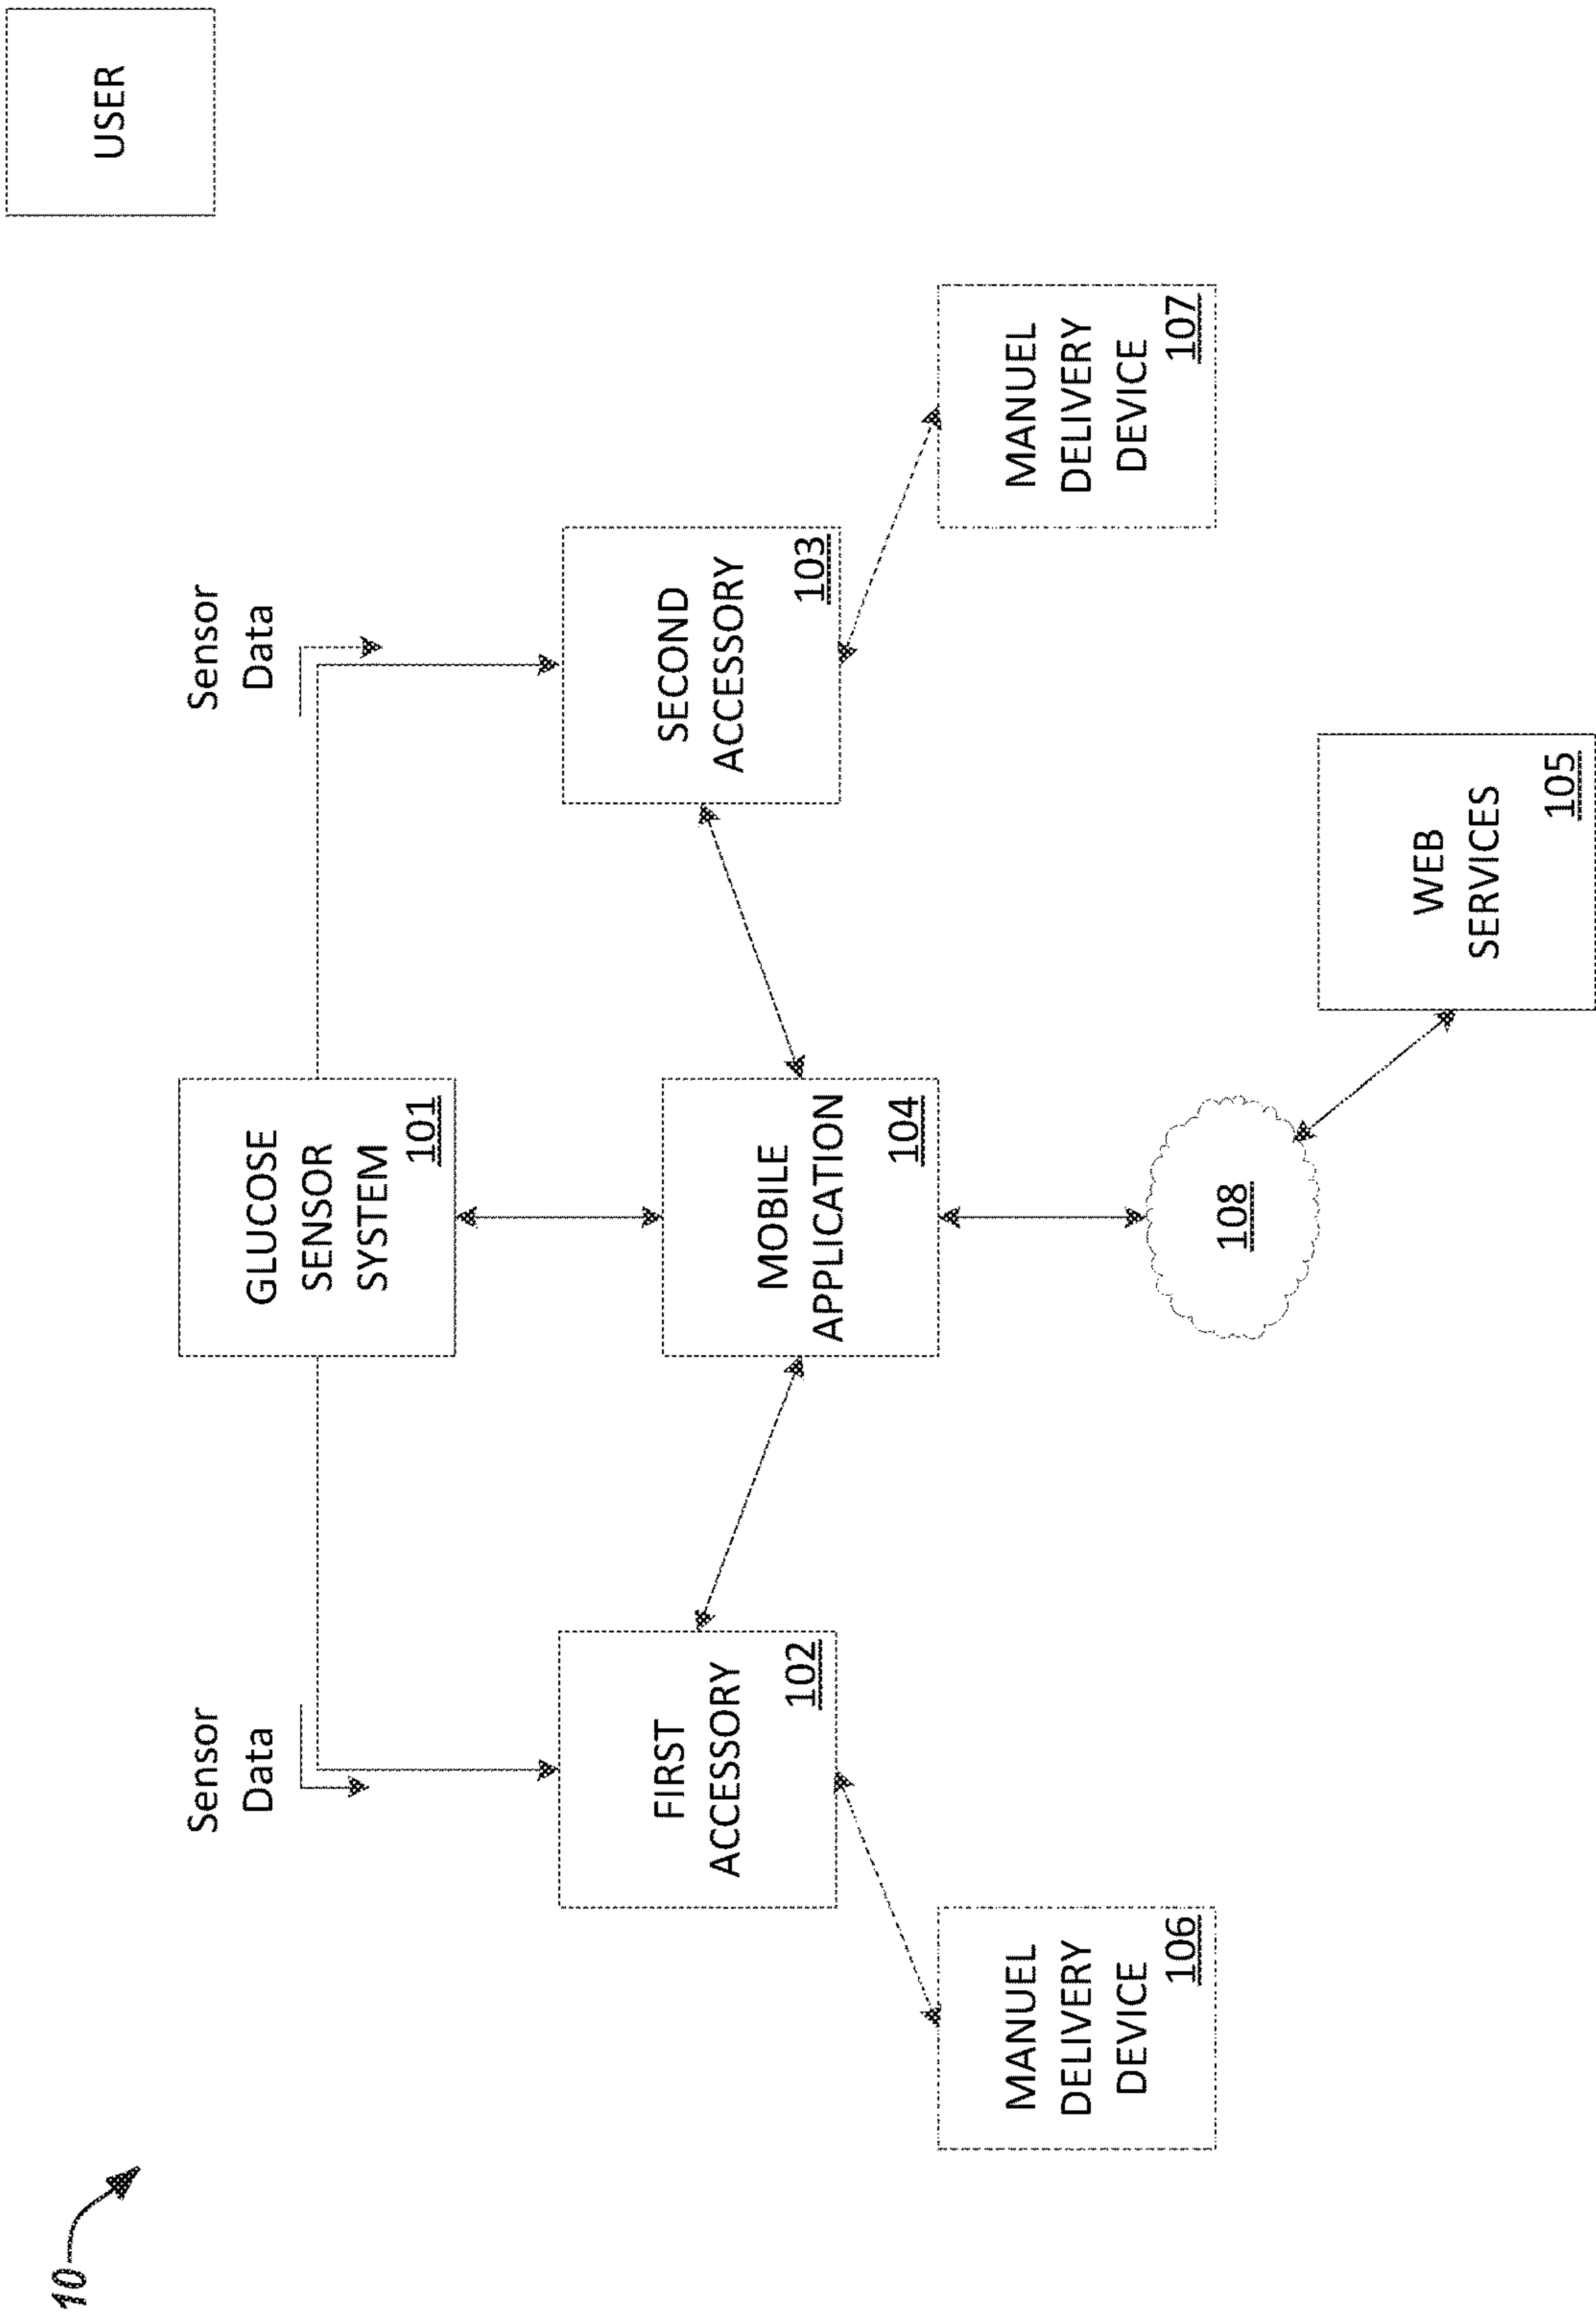 10
USER
Sensor
Data
GLUCOSE
SENSOR
SYSTEM
101
Sensor
Data
FIRST
ACCESSORY
102
MOBILE
APPLICATION
104
SECOND
ACCESSORY
103
MANUEL
DELIVERY
DEVICE
106
108
MANUEL
DELIVERY
DEVICE
107
WEB
SERVICES
105